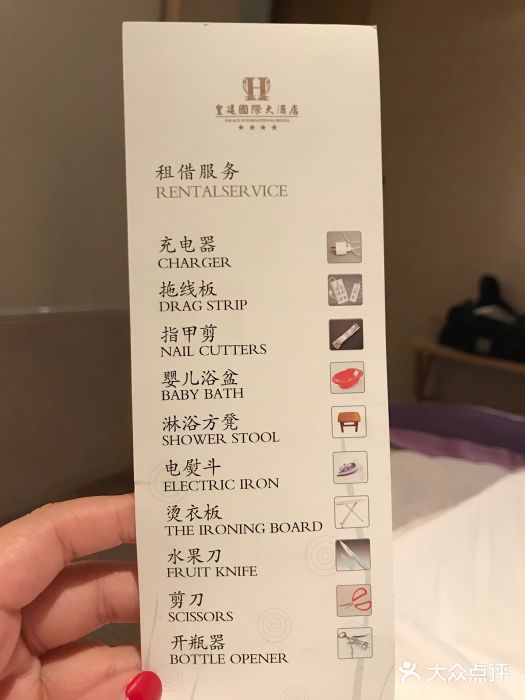 H
皇廷國際大酒店
PALACE INTERNATIONAL HOTEL
★★★★
租借服务
RENTALSERVICE
充电器
CHARGER
拖线板
DRAG STRIP
指甲剪
NAIL CUTTERS
婴儿浴盆
BABY BATH
淋浴方凳
SHOWER STOOL
电熨斗
ELECTRIC IRON
烫衣板
THE IRONING BOARD
水果刀
FRUIT KNIFE
剪刀
SCISSORS
开瓶器
BOTTLE OPENER
大众点评